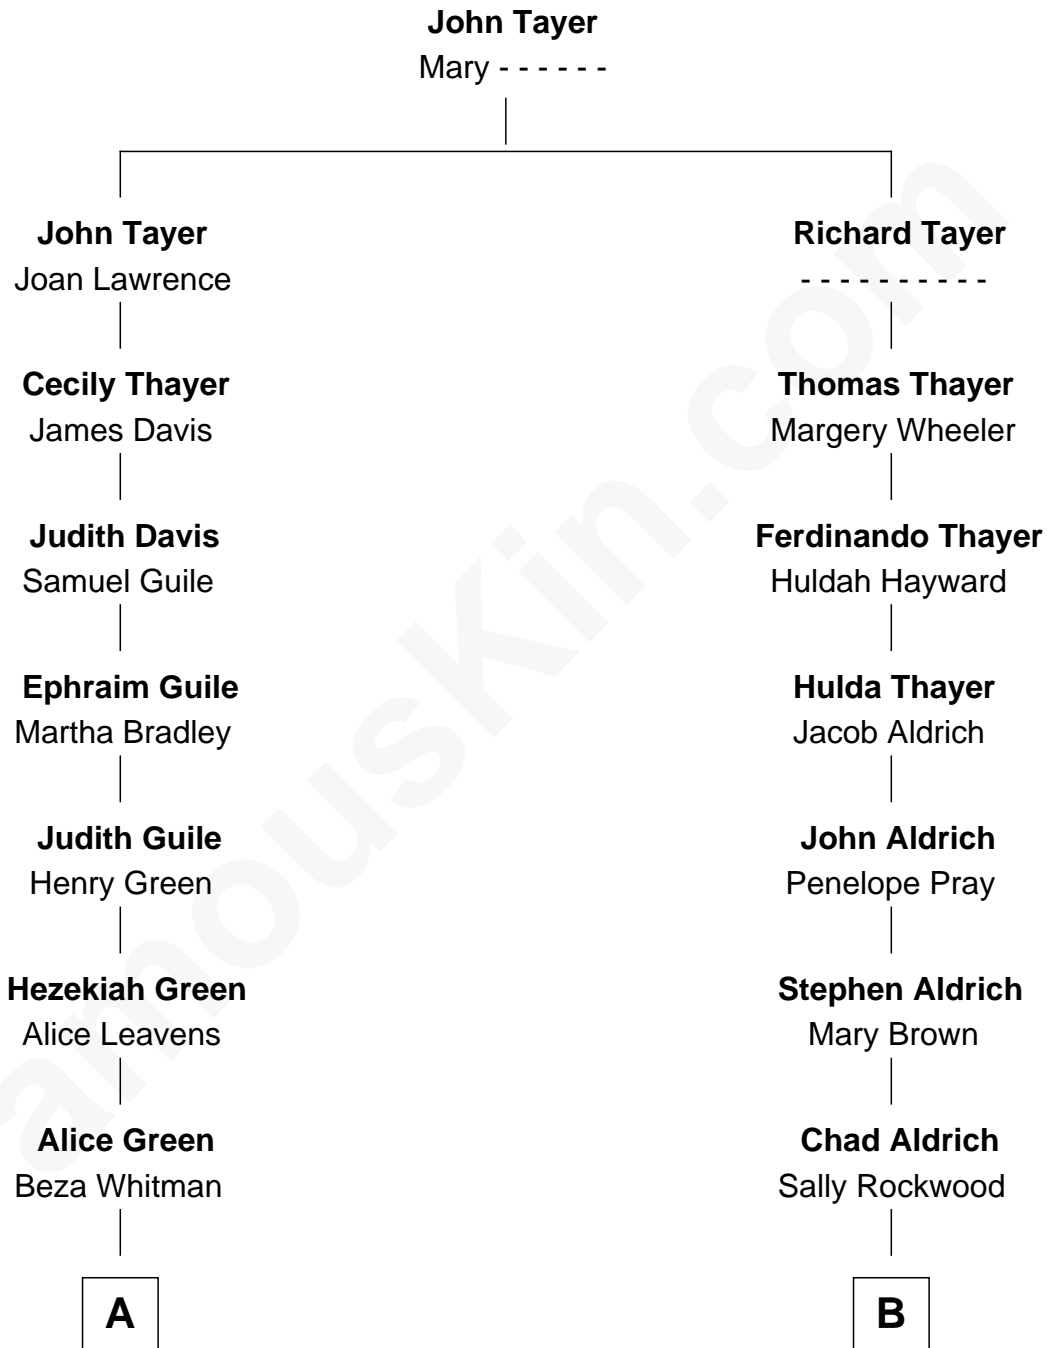 John Tayer
Mary - - - - - -
John Tayer
Joan Lawrence
Cecily Thayer
James Davis
Judith Davis
Samuel Guile
Ephraim Guile
Martha Bradley
Judith Guile
Henry Green
Hezekiah Green
Alice Leavens
Alice Green
Beza Whitman
A
Richard Tayer
- - - - - - - - - -
Thomas Thayer
Margery Wheeler
Ferdinando Thayer
Huldah Hayward
Hulda Thayer
Jacob Aldrich
John Aldrich
Penelope Pray
Stephen Aldrich
Mary Brown
Chad Aldrich
Sally Rockwood
B
amouskin.com